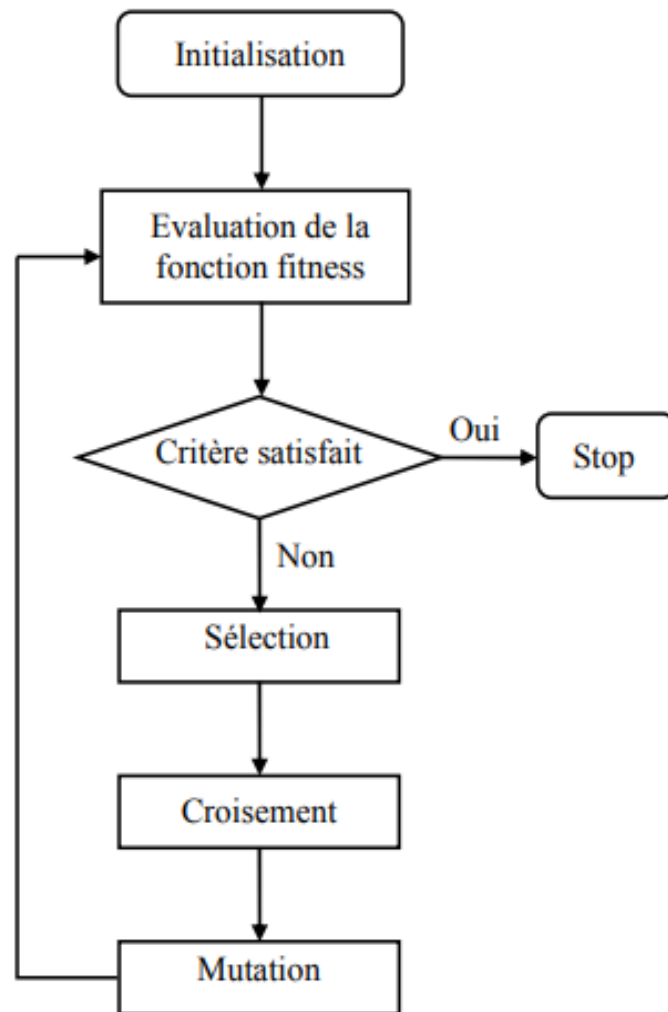 Initialisation
Evaluation de la
fonction fitness
Critère satisfait
Oui
Stop
Non
Sélection
Croisement
Mutation